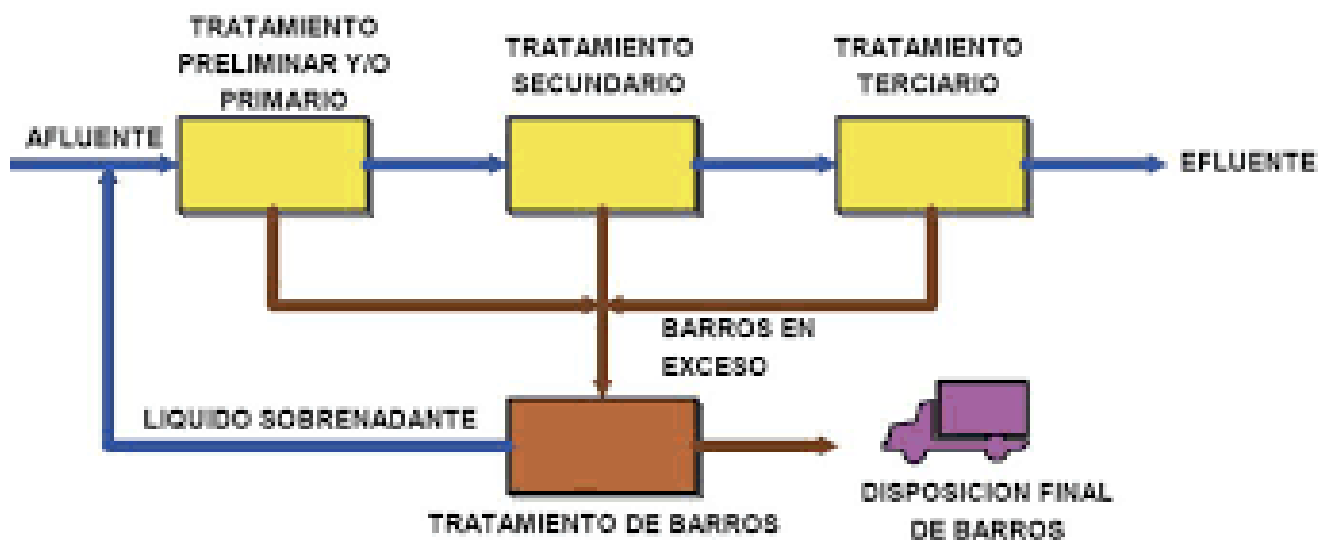 TRATAMIENTO
PRELIMINAR Y/O
PRIMARIO
TRATAMIENTO
SECUNDARIO
TRATAMIENTO
TERCIARIO
AFLUENTE
EFLUENTE
BARROS EN
EXCESO
LIQUIDO SOBRENADANTE
TRATAMIENTO DE BARROS
DISPOSICION FINAL
DE BARROS